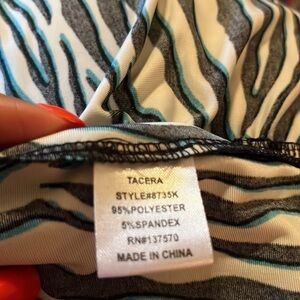 TACERA
STYLE#8735K
95%POLYESTER
5%SPANDEX
RN#137570
MADE IN CHINA